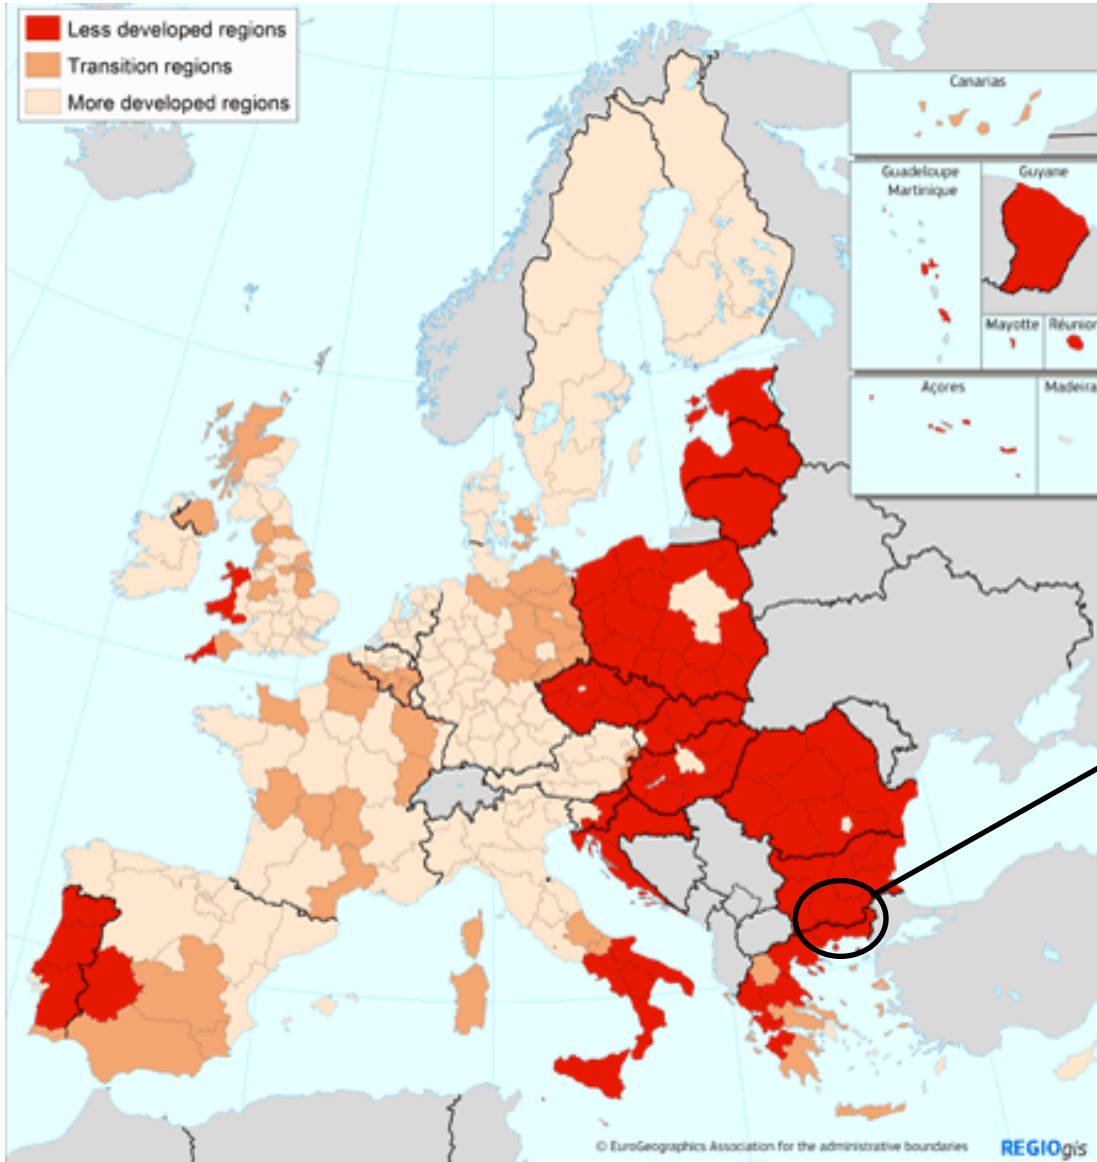 Less developed regions
Transition regions
More developed regions
Canarias
Guadeloupe
Martinique
Guyane
Mayotte
Réunion
Açores
Madeira
© EuroGeographics Association for the administrative boundaries
REGIOgis